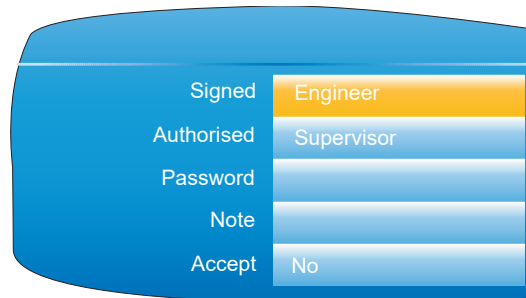 Signed Engineer
Authorised Supervisor
Password
Note
Accept No